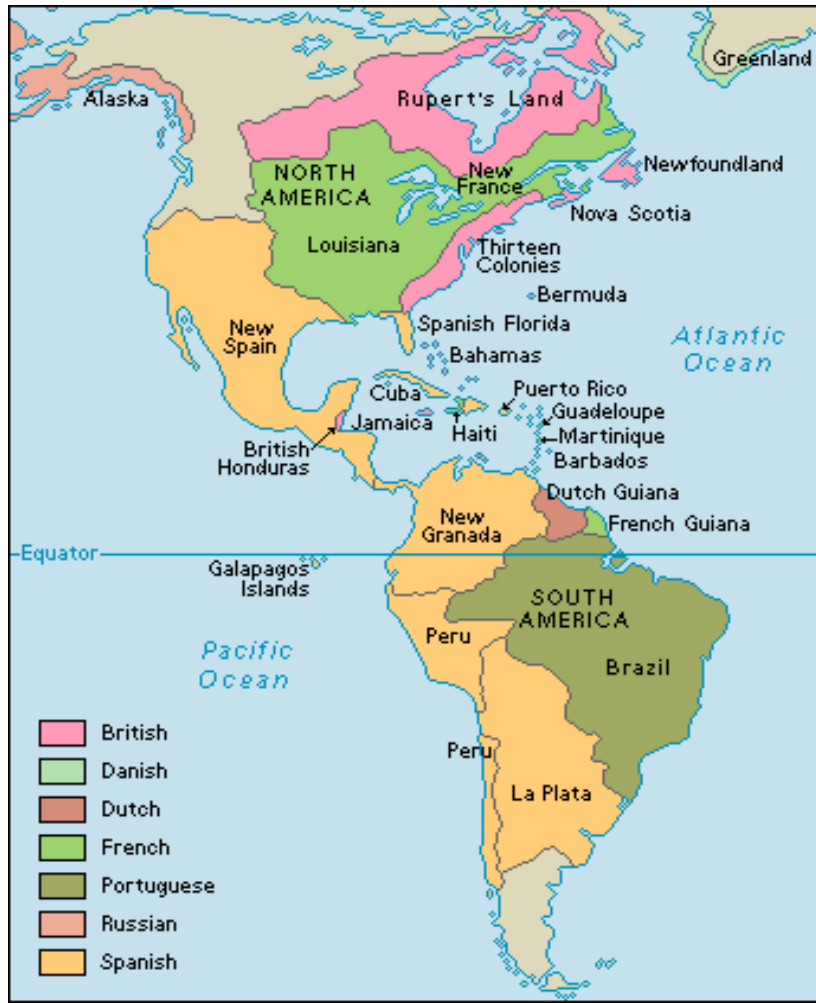 Greenland
Alaska
Rupert's Land
NORTH
AMERICA
New
France
Newfoundland
Nova Scotia
Louisiana
Thirteen
Colonies
Bermuda
New
Spain
Spanish Florida
Atlantic
Ocean
Bahamas
Cuba
Puerto Rico
Guadeloupe
Jamaica
Haiti
Martinique
British
Honduras
Barbados
Dutch Guiana
New
Granada
French Guiana
Equator
Galapagos
Islands
SOUTH
AMERICA
Peru
Pacific
Ocean
Brazil
Peru
La Plata
British
Danish
Dutch
French
Portuguese
Russian
Spanish